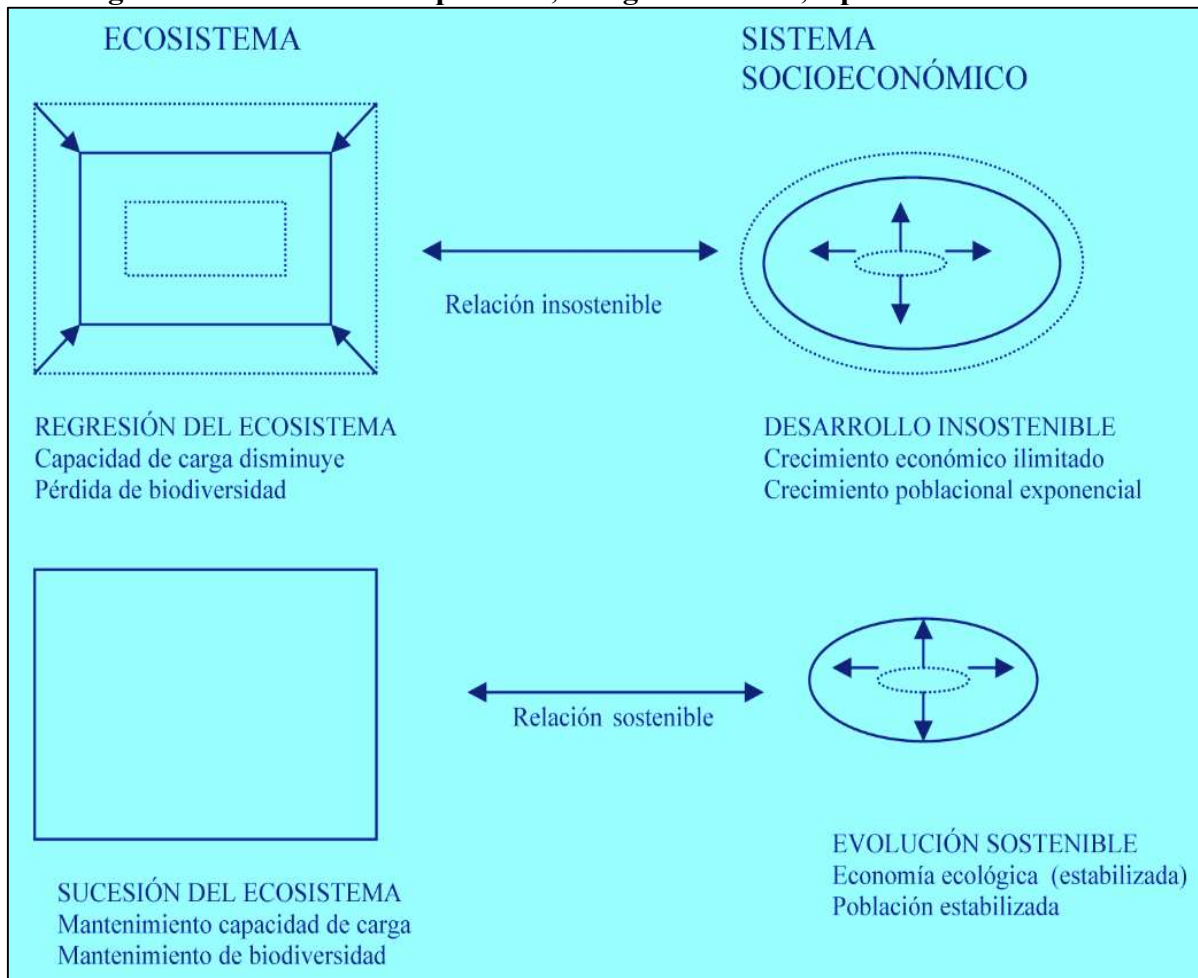 ECOSISTEMA
SISTEMA
SOCIOECONÓMICO
Relación insostenible
REGRESIÓN DEL ECOSISTEMA
Capacidad de carga disminuye
Pérdida de biodiversidad
DESARROLLO INSOSTENIBLE
Crecimiento económico ilimitado
Crecimiento poblacional exponencial
Relación sostenible
SUCESIÓN DEL ECOSISTEMA
Mantenimiento capacidad de carga
Mantenimiento de biodiversidad
EVOLUCIÓN SOSTENIBLE
Economía ecológica (estabilizada)
Población estabilizada